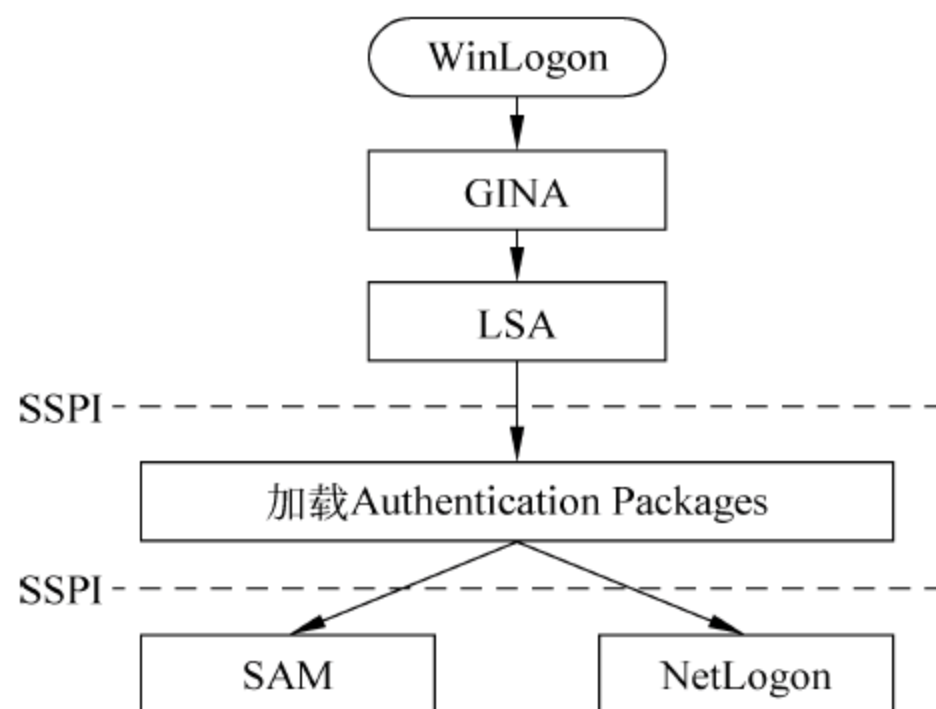 WinLogon
GINA
LSA
SSPI
加载Authentication Packages
SSPI
SAM
NetLogon